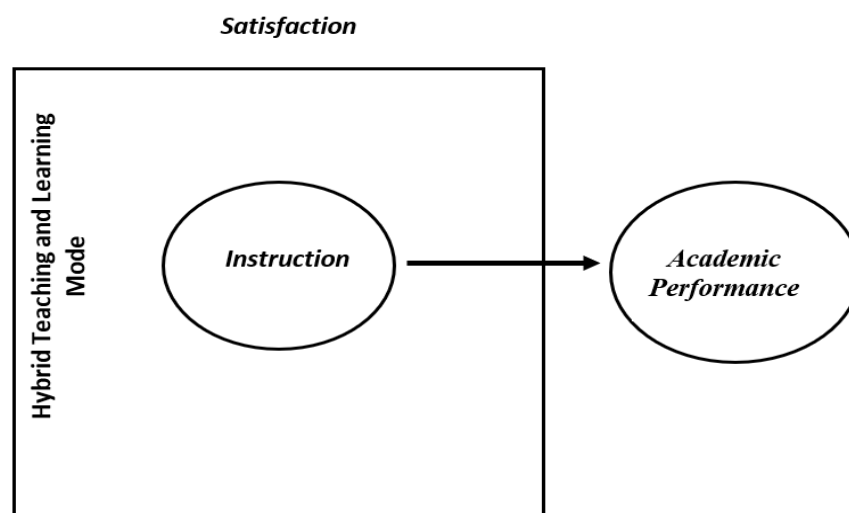 Satisfaction
Hybrid Teaching and Learning
Mode
Instruction
Academic
Performance